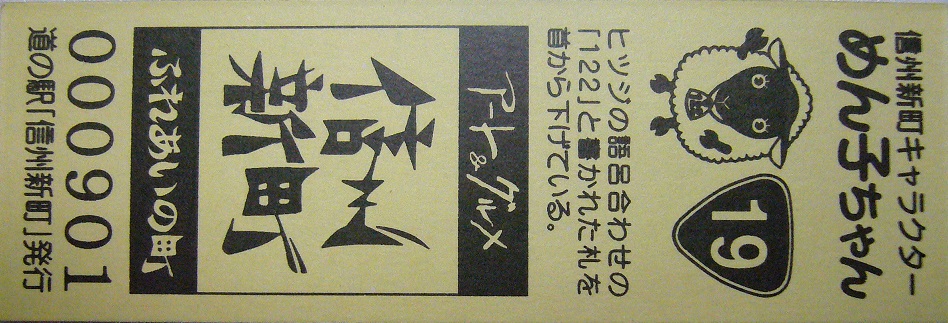 信州新町キャラクター
めん子ちゃん
19
ヒツジの語呂合わせの
「122」と書かれた札を
首から下げている。
アート&グルメ
信州
新町
ふれあいの町
000901
道の駅「信州新町」発行